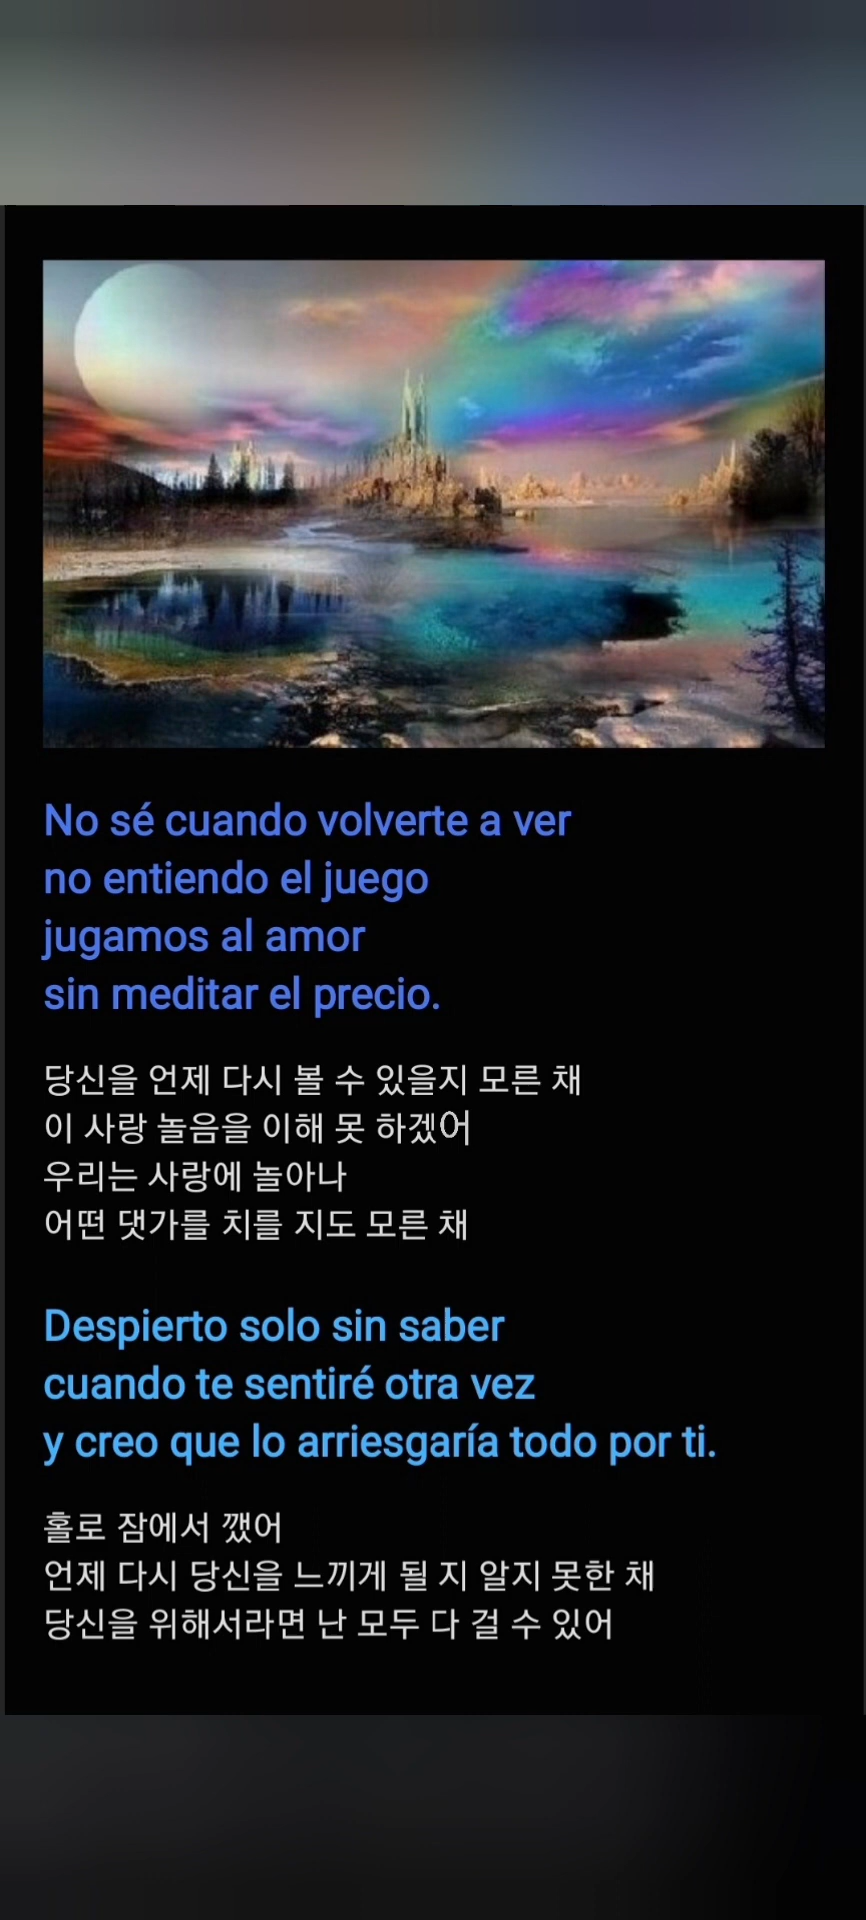 No sé cuando volverte a ver
no entiendo el juego
jugamos al amor
sin meditar el precio.
당신을 언제 다시 볼 수 있을지 모른 채
이 사랑 놀음을 이해 못 하겠어
우리는 사랑에 놀아나
어떤 댓가를 치를 지도 모른 채
Despierto solo sin saber
cuando te sentiré otra vez
y creo que lo arriesgaría todo por ti.
홀로 잠에서 깼어
언제 다시 당신을 느끼게 될 지 알지 못한 채
당신을 위해서라면 난 모두 다 걸 수 있어